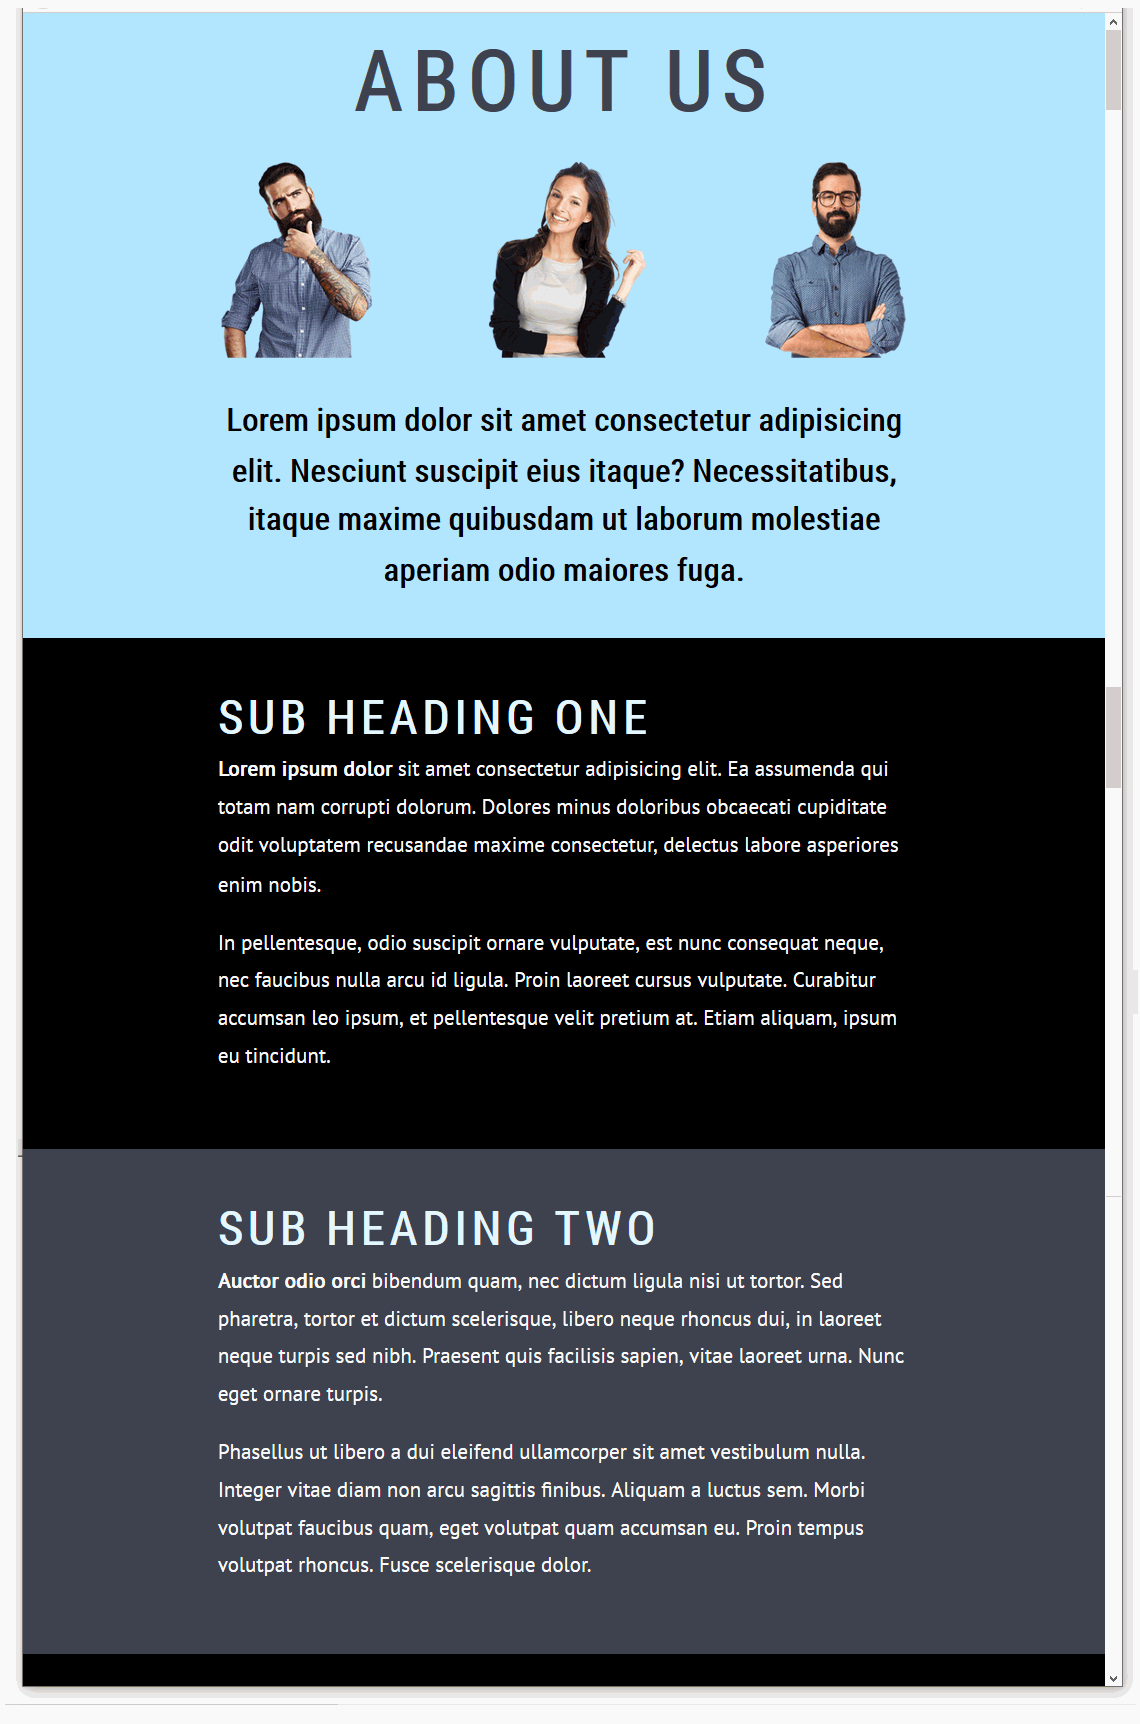 ABOUT US
Lorem ipsum dolor sit amet consectetur adipisicing
elit. Nesciunt suscipit eius itaque? Necessitatibus,
itaque maxime quibusdam ut laborum molestiae
aperiam odio maiores fuga.
SUB HEADING ONE
Lorem ipsum dolor sit amet consectetur adipisicing elit. Ea assumenda qui
totam nam corrupti dolorum. Dolores minus doloribus obcaecati cupiditate
odit voluptatem recusandae maxime consectetur, delectus labore asperiores
enim nobis.
In pellentesque, odio suscipit ornare vulputate, est nunc consequat neque,
nec faucibus nulla arcu id ligula. Proin laoreet cursus vulputate. Curabitur
accumsan leo ipsum, et pellentesque velit pretium at. Etiam aliquam, ipsum
eu tincidunt.
SUB HEADING TWO
Auctor odio orci bibendum quam, nec dictum ligula nisi ut tortor. Sed
pharetra, tortor et dictum scelerisque, libero neque rhoncus dui, in laoreet
neque turpis sed nibh. Praesent quis facilisis sapien, vitae laoreet urna. Nunc
eget ornare turpis.
Phasellus ut libero a dui eleifend ullamcorper sit amet vestibulum nulla.
Integer vitae diam non arcu sagittis finibus. Aliquam a luctus sem. Morbi
volutpat faucibus quam, eget volutpat quam accumsan eu. Proin tempus
volutpat rhoncus. Fusce scelerisque dolor.